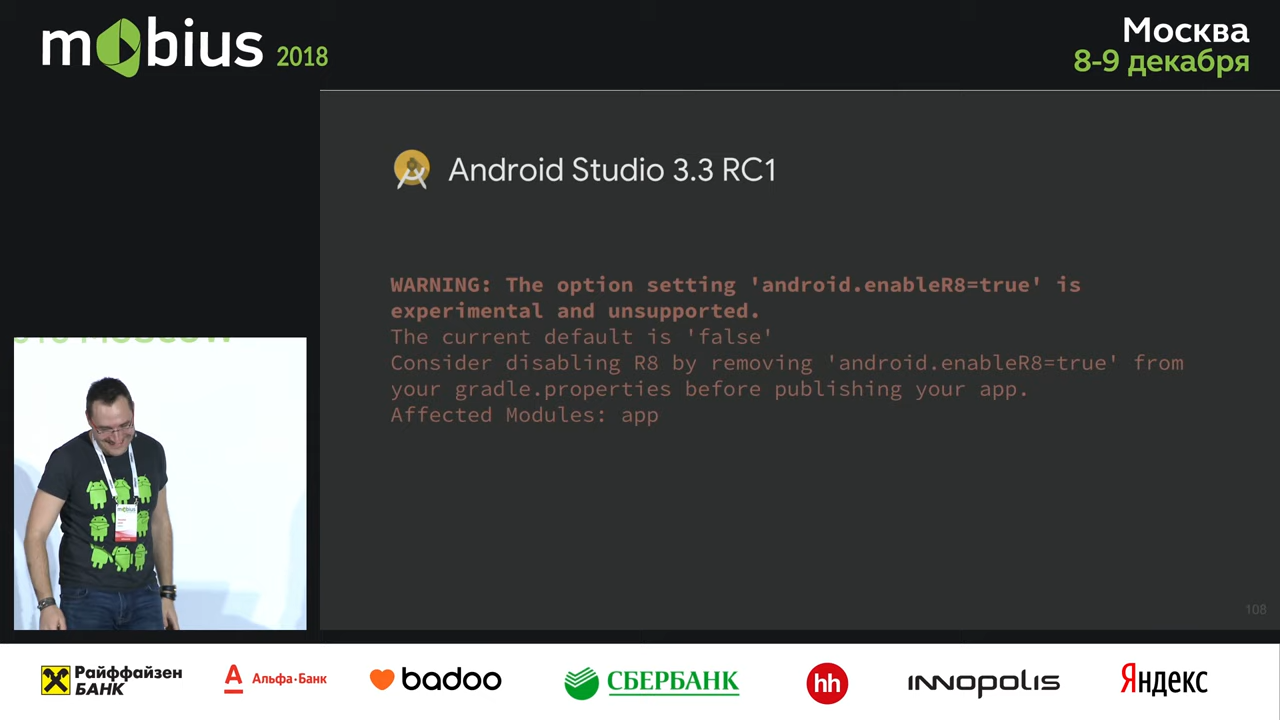 mobius 2018
Москва
8-9 декабря
Android Studio 3.3 RC1
WARNING: The option setting 'android.enableR8=true' is
experimental and unsupported.
The current default is 'false'
Consider disabling R8 by removing 'android.enableR8=true' from
your gradle.properties before publishing your app.
Affected Modules: app
108
mobius
Райффайзен
БАНК
А
Альфа·Банк
badoo
СБЕРБАНК
hh
INNOPOLIS
Яндекс